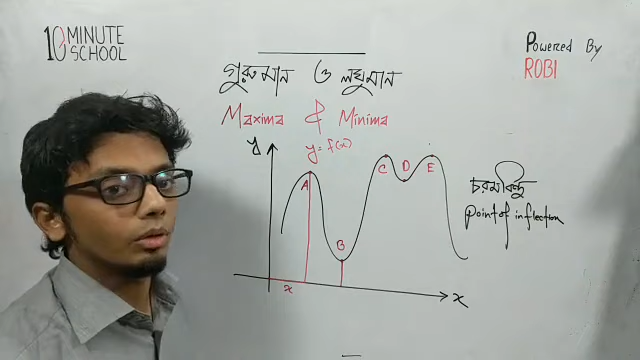 10 MINUTE SCHOOL
Powered By
ROBI
গুরুমান ও লঘুমান
Maxima & Minima
y
y = f(x)
A
B
C
D
E
x
x
চরমবিন্দু
point of inflection